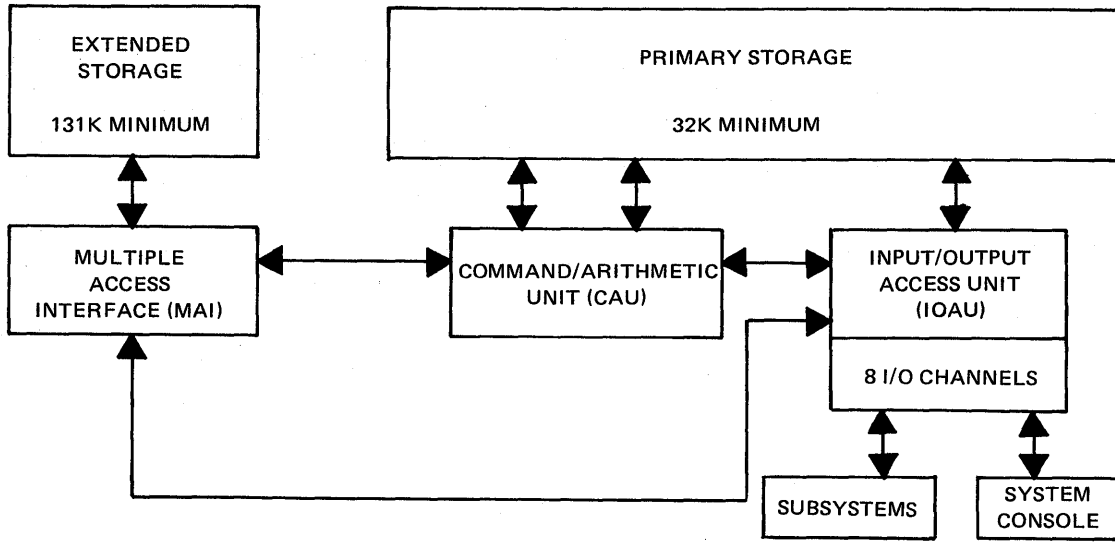 EXTENDED
STORAGE
131K MINIMUM
PRIMARY STORAGE
32K MINIMUM
MULTIPLE
ACCESS
INTERFACE (MAI)
COMMAND/ARITHMETIC
UNIT (CAU)
INPUT/OUTPUT
ACCESS UNIT
(IOAU)
8 I/O CHANNELS
SUBSYSTEMS
SYSTEM
CONSOLE